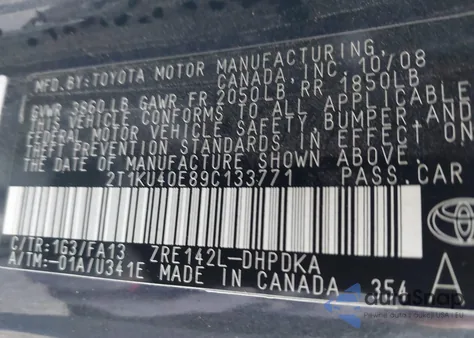 MFD.BY:TOYOTA MOTOR MANUFACTURING,
CANADA, INC. 10/08
GVWR 3860 LB GAWR FR 2050LB RR 1850LB
THIS VEHICLE CONFORMS TO ALL APPLICABLE
FEDERAL MOTOR VEHICLE SAFETY, BUMPER, AND
THEFT PREVENTION STANDARDS IN EFFECT ON
THE DATE OF MANUFACTURE SHOWN ABOVE.
2T1KU40E89C133771 PASS.CAR
C/TR:1G3/FA13 ZRE142L-DHPDKA
A/TM:-01A/U341E MADE IN CANADA 354 A
TOYOTA
autaSnap